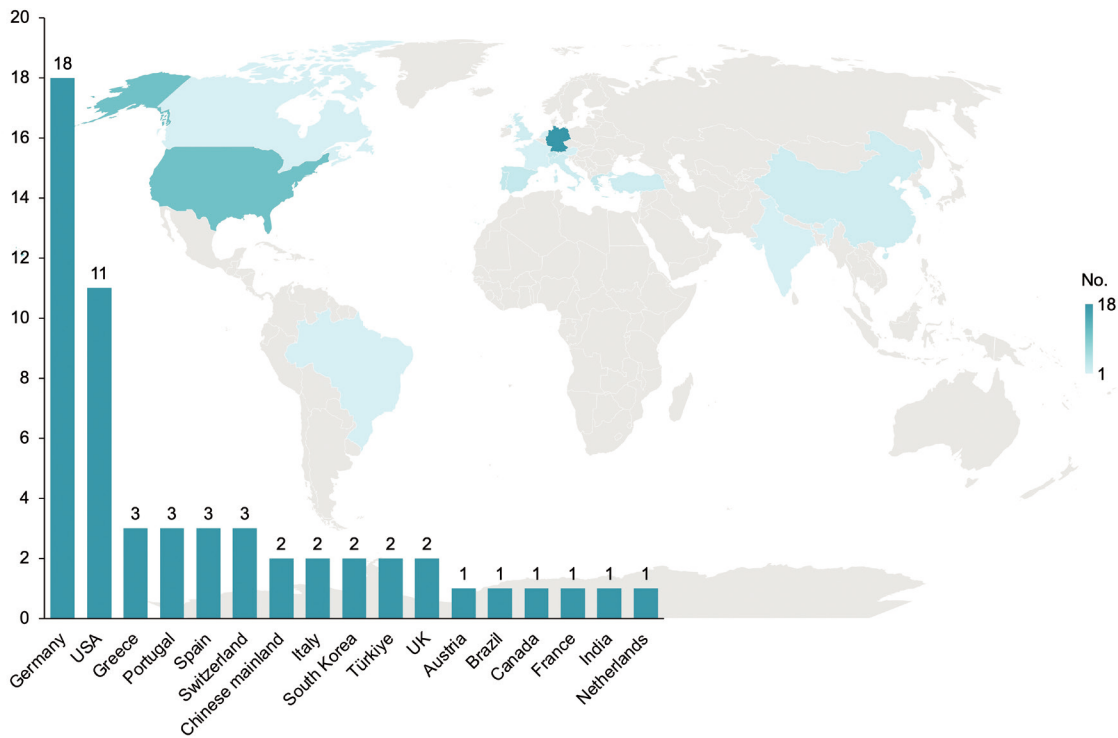 20
18
18
16
14
12
11
10
8
6
4
3
3
3
3
2
2
2
2
2
2
1
1
1
1
1
1
0
Germany
USA
Greece
Portugal
Spain
Switzerland
Chinese mainland
Italy
South Korea
Türkiye
UK
Austria
Brazil
Canada
France
India
Netherlands
No.
18
1